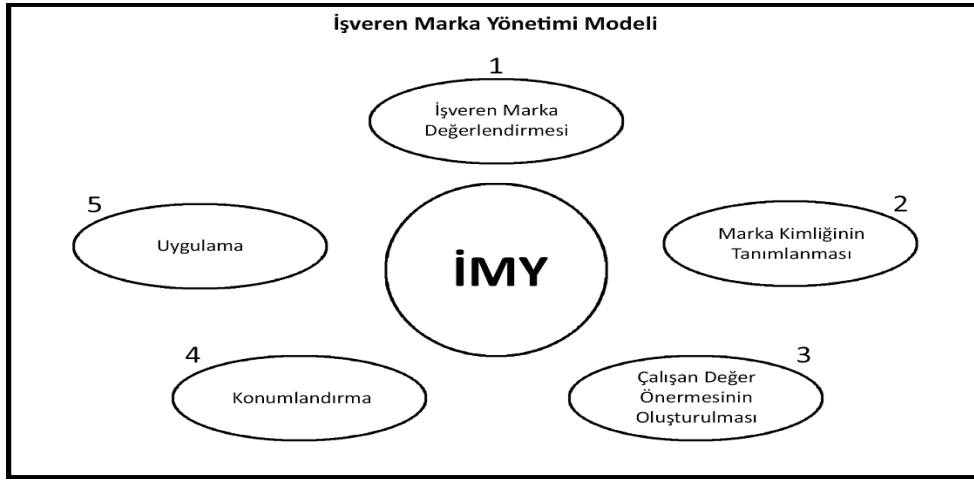 İşveren Marka Yönetimi Modeli
1
İşveren Marka
Değerlendirmesi
2
Marka Kimliğinin
Tanımlanması
3
Çalışan Değer
Önermesinin
Oluşturulması
4
Konumlandırma
5
Uygulama
İMY